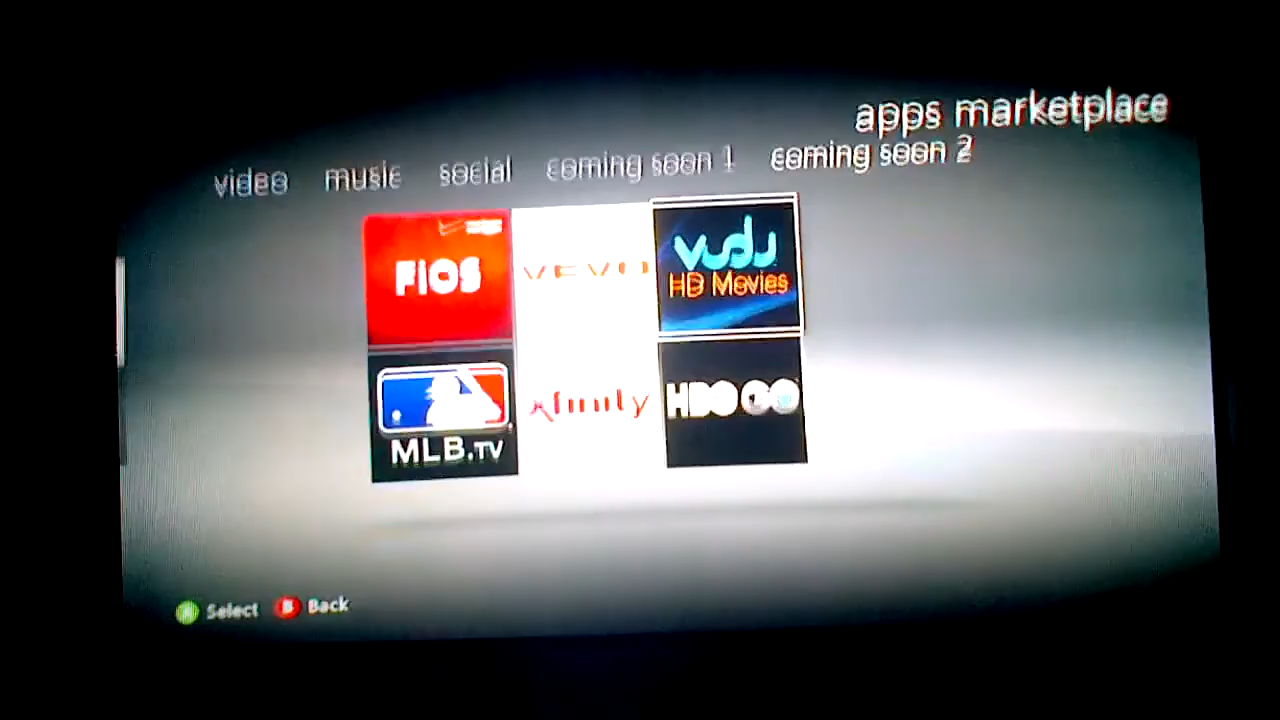 apps marketplace
video music social coming soon 1 coming soon 2
FiOS
VEVO
vudu
HD Movies
MLB.TV
xfinity
HBO GO
A Select B Back